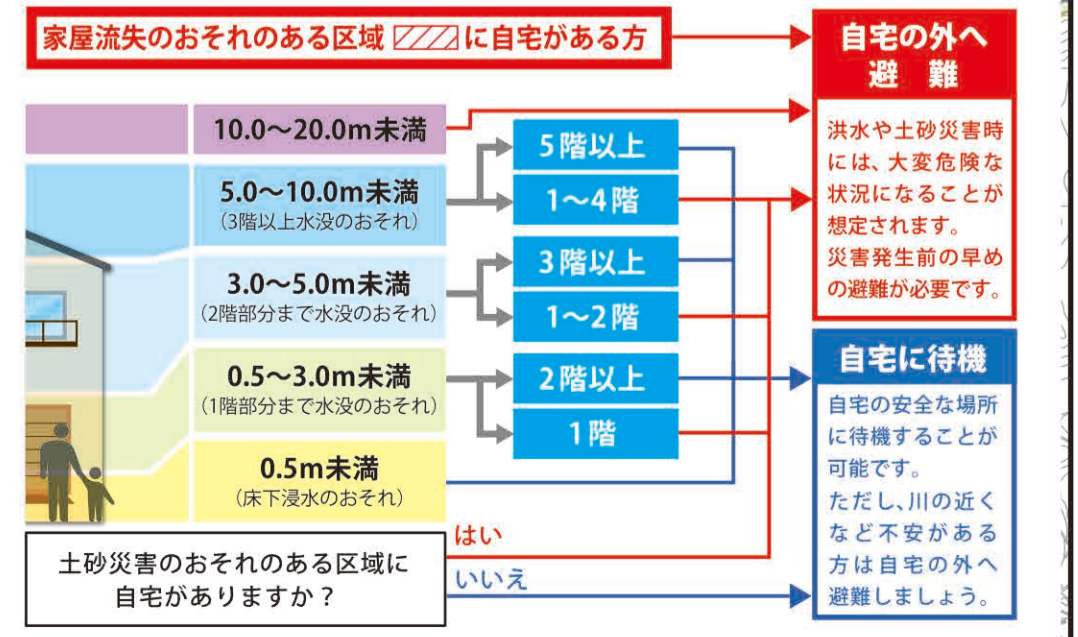 家屋流失のおそれのある区域 に自宅がある方
自宅の外へ
避 難
洪水や土砂災害時
には、大変危険な
状況になることが
想定されます。
災害発生前の早め
の避難が必要です。
10.0〜20.0m未満
5.0〜10.0m未満
(3階以上水没のおそれ)
5階以上
1〜4階
3.0〜5.0m未満
(2階部分まで水没のおそれ)
3階以上
1〜2階
0.5〜3.0m未満
(1階部分まで水没のおそれ)
2階以上
1階
0.5m未満
(床下浸水のおそれ)
自宅に待機
自宅の安全な場所
に待機することが
可能です。
ただし、川の近く
など不安がある
方は自宅の外へ
避難しましょう。
土砂災害のおそれのある区域に
自宅がありますか？
はい
いいえ